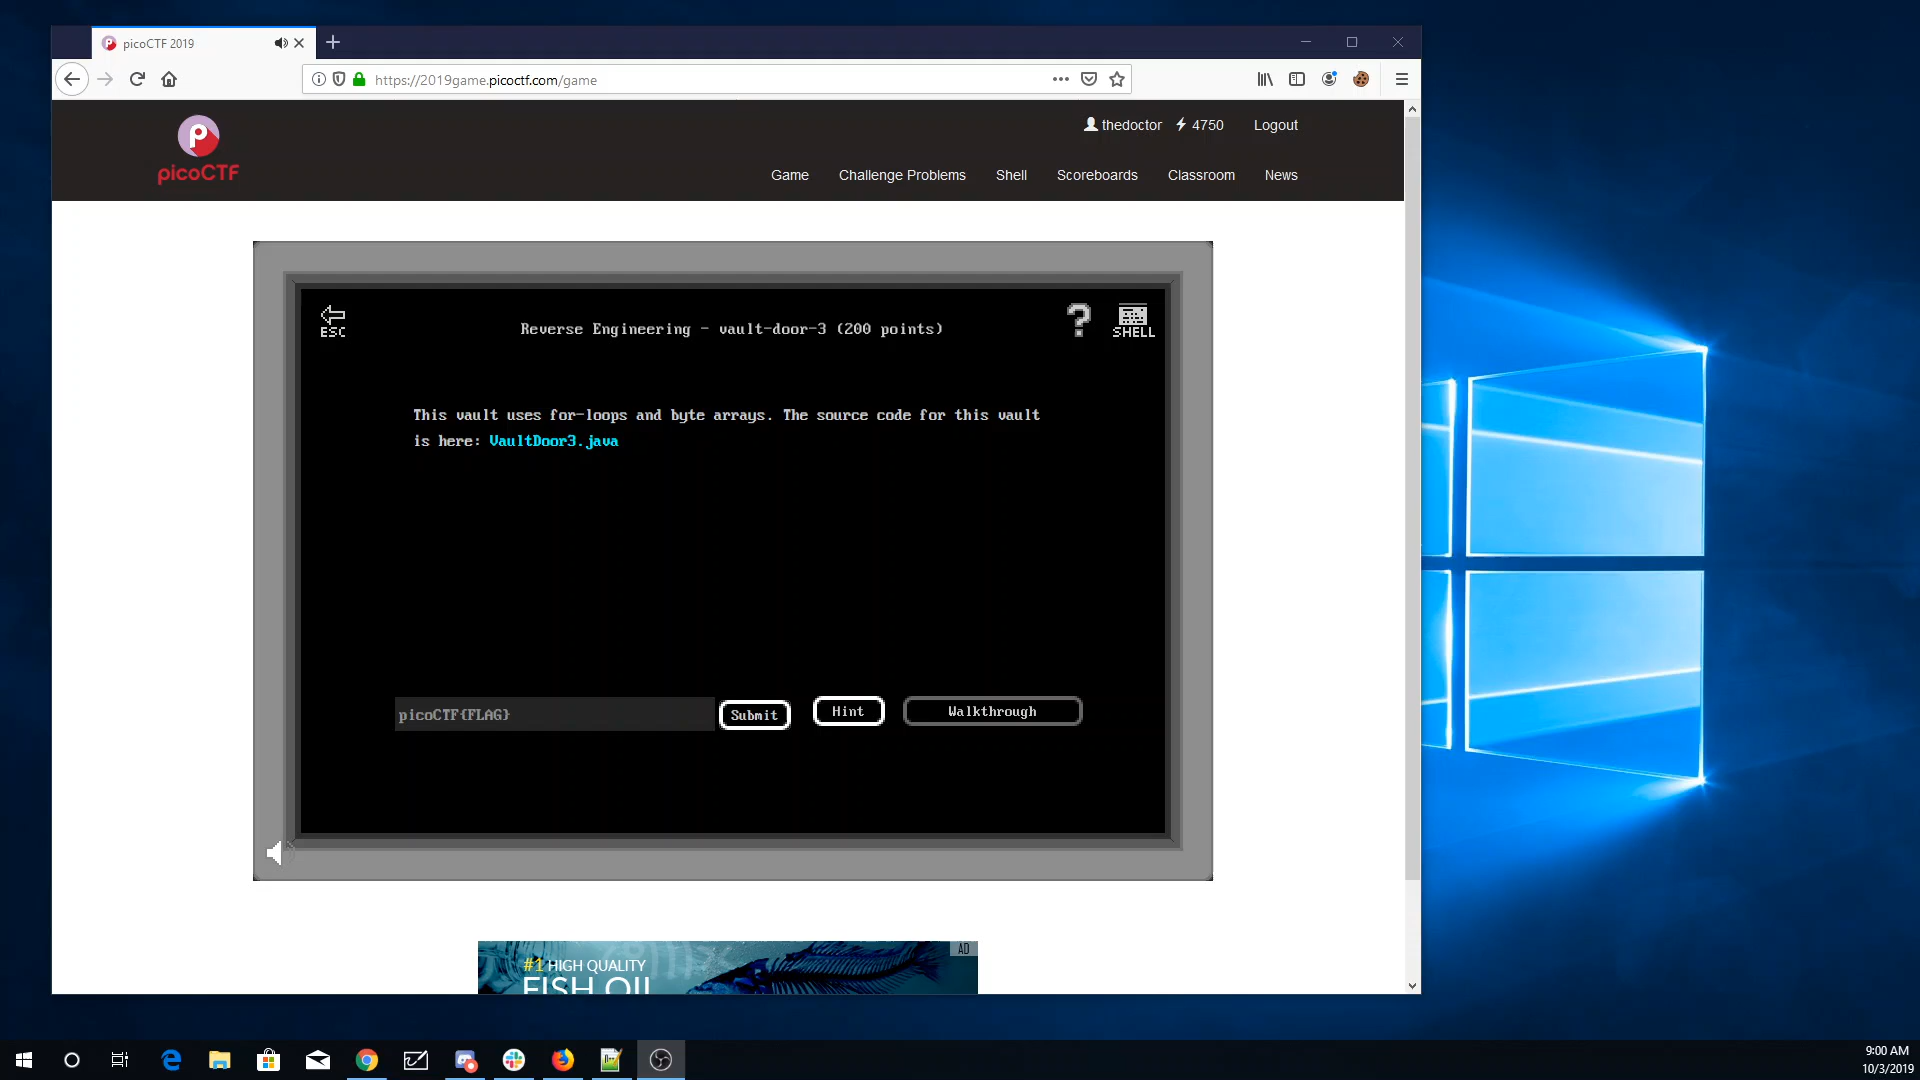 picoCTF 2019
https://2019game.picoctf.com/game
thedoctor 4750 Logout
picoCTF
Game Challenge Problems Shell Scoreboards Classroom News
ESC
Reverse Engineering - vault-door-3 (200 points)
?
SHELL
This vault uses for-loops and byte arrays. The source code for this vault
is here: VaultDoor3.java
picoCTF{FLAG}
Submit
Hint
Walkthrough
AD
#1 HIGH QUALITY
FISH OIL
9:00 AM
10/3/2019